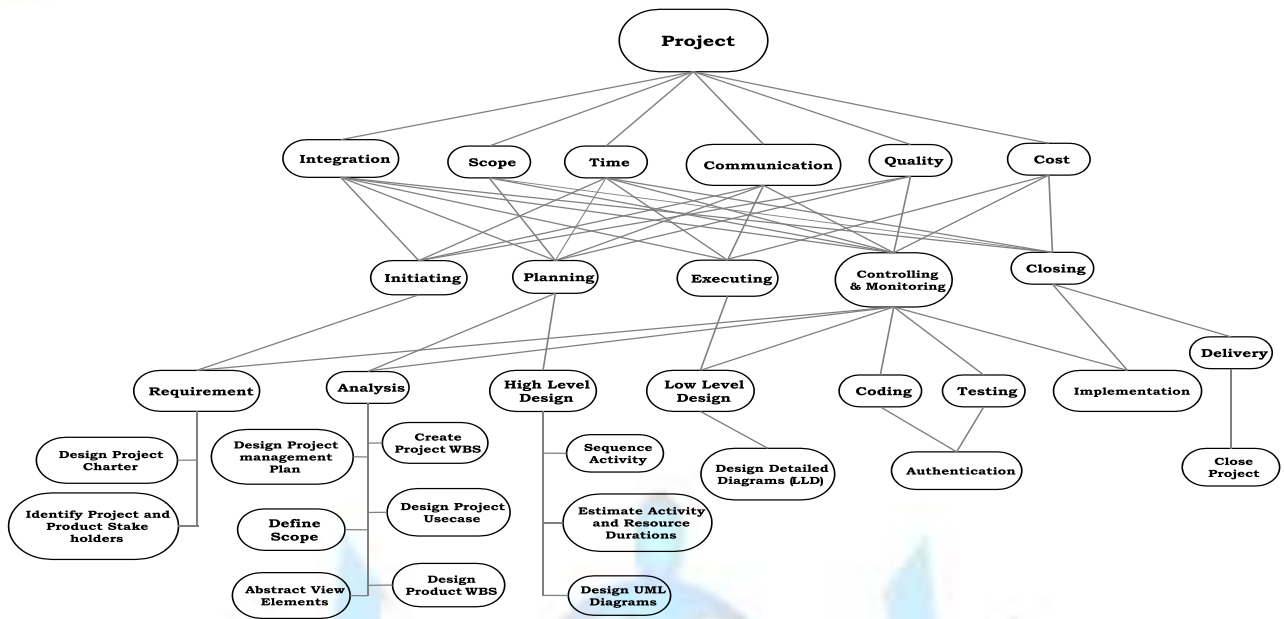 Project
Integration
Scope
Time
Communication
Quality
Cost
Initiating
Planning
Executing
Controlling
& Monitoring
Closing
Delivery
Requirement
Analysis
High Level
Design
Low Level
Design
Coding
Testing
Implementation
Design Project
Charter
Design Project
management
Plan
Create
Project WBS
Sequence
Activity
Design Detailed
Diagrams (LLD)
Authentication
Close
Project
Identify Project and
Product Stake
holders
Define
Scope
Design Project
Usecase
Estimate Activity
and Resource
Durations
Abstract View
Elements
Design
Product WBS
Design UML
Diagrams